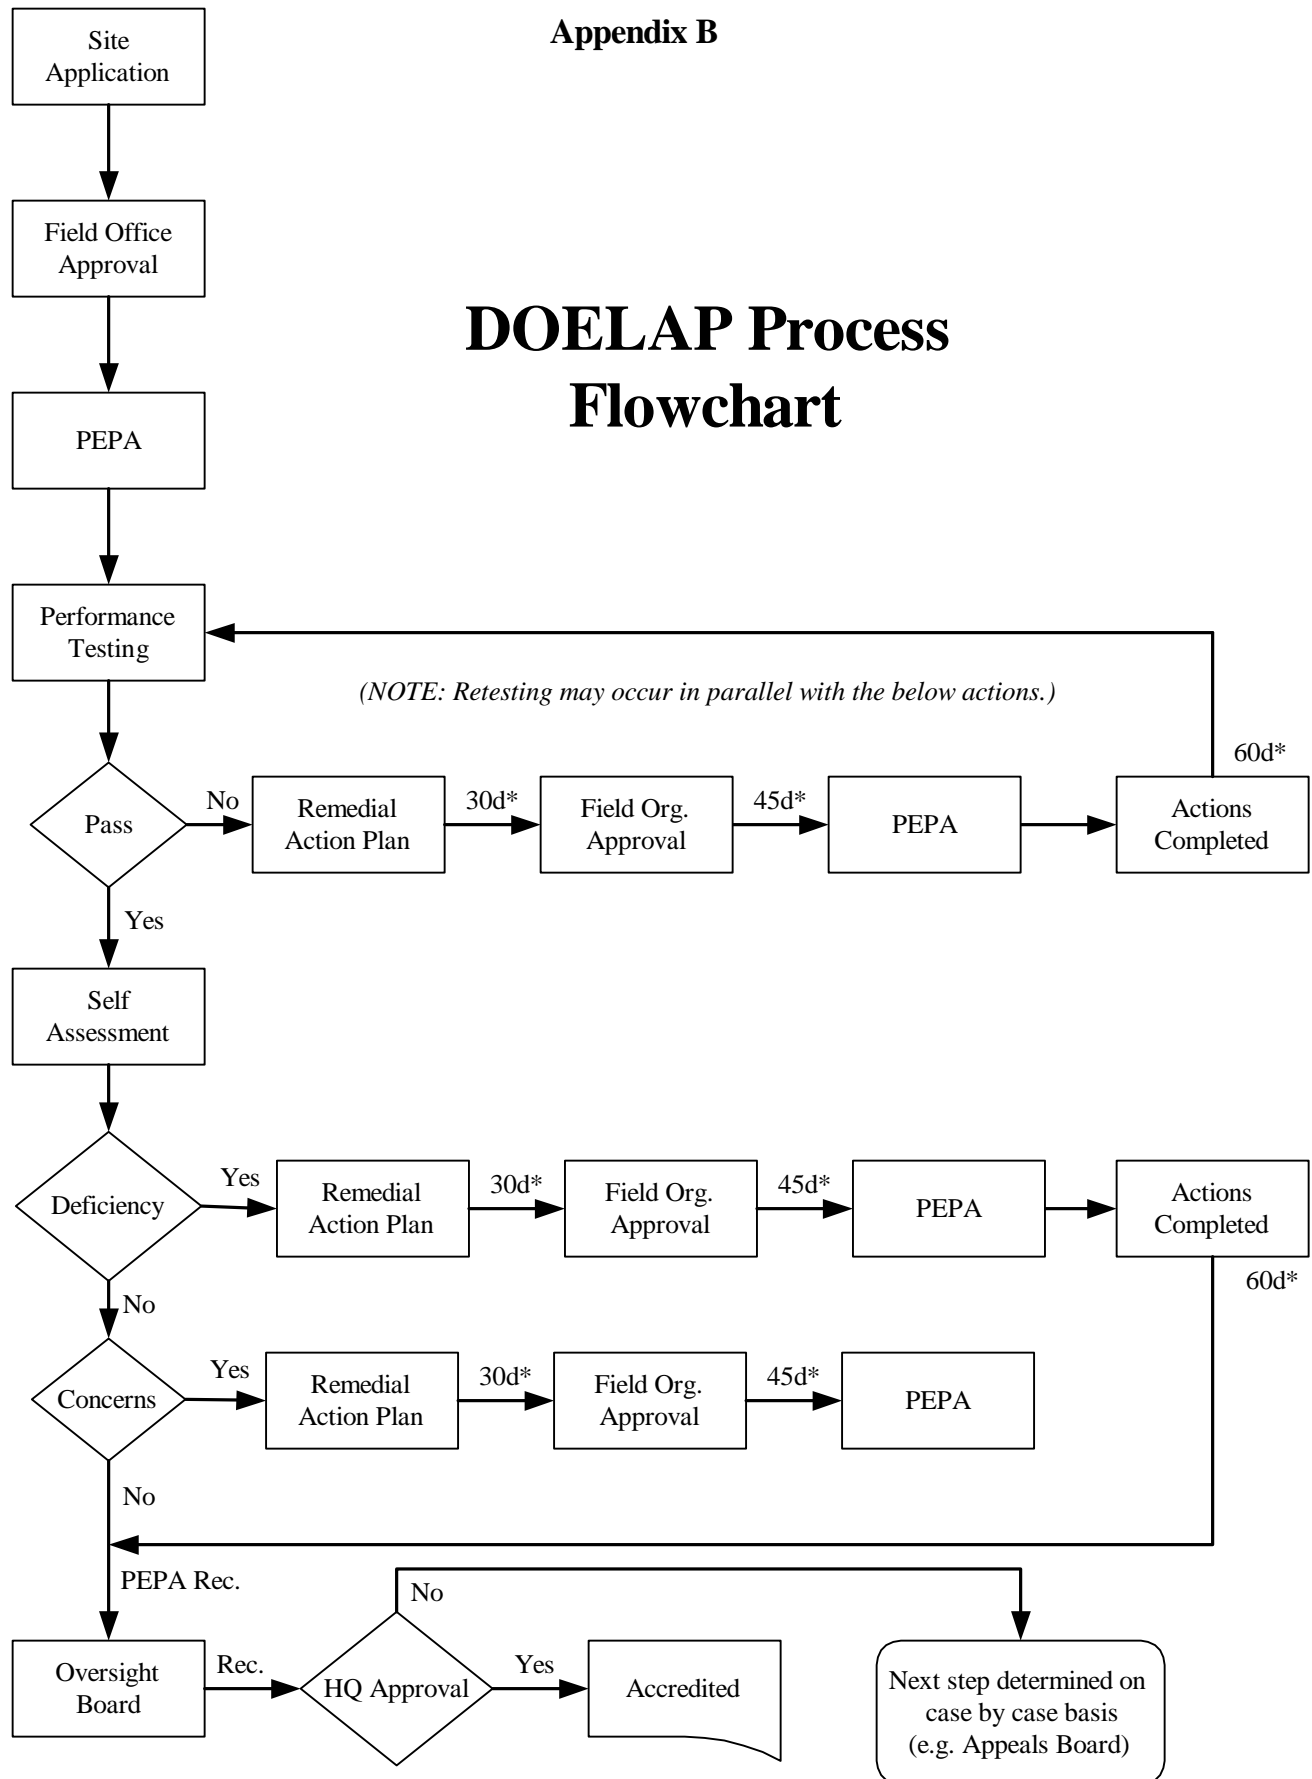 Appendix B
Site
Application
Field Office
Approval
DOELAP Process
Flowchart
PEPA
Performance
Testing
(NOTE: Retesting may occur in parallel with the below actions.)
60d*
Pass
No
Remedial
Action Plan
30d*
Field Org.
Approval
45d*
PEPA
Actions
Completed
Yes
Self
Assessment
Deficiency
Yes
Remedial
Action Plan
30d*
Field Org.
Approval
45d*
PEPA
Actions
Completed
60d*
No
Concerns
Yes
Remedial
Action Plan
30d*
Field Org.
Approval
45d*
PEPA
No
PEPA Rec.
Oversight
Board
Rec.
HQ Approval
No
Yes
Accredited
Next step determined on
case by case basis
(e.g. Appeals Board)